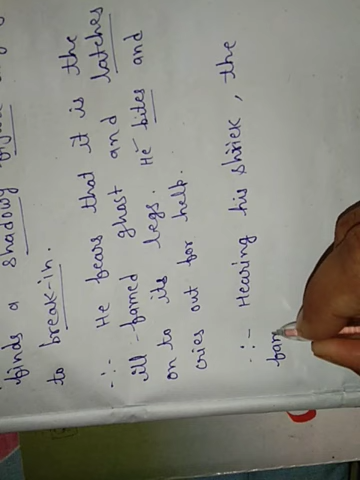 finds a shadowy
to break-in.
∴- He fears that it is the
ill-famed ghost and latches
on to its legs. He bites and
cries out for help.
∴- Hearing his shriek, the
fam